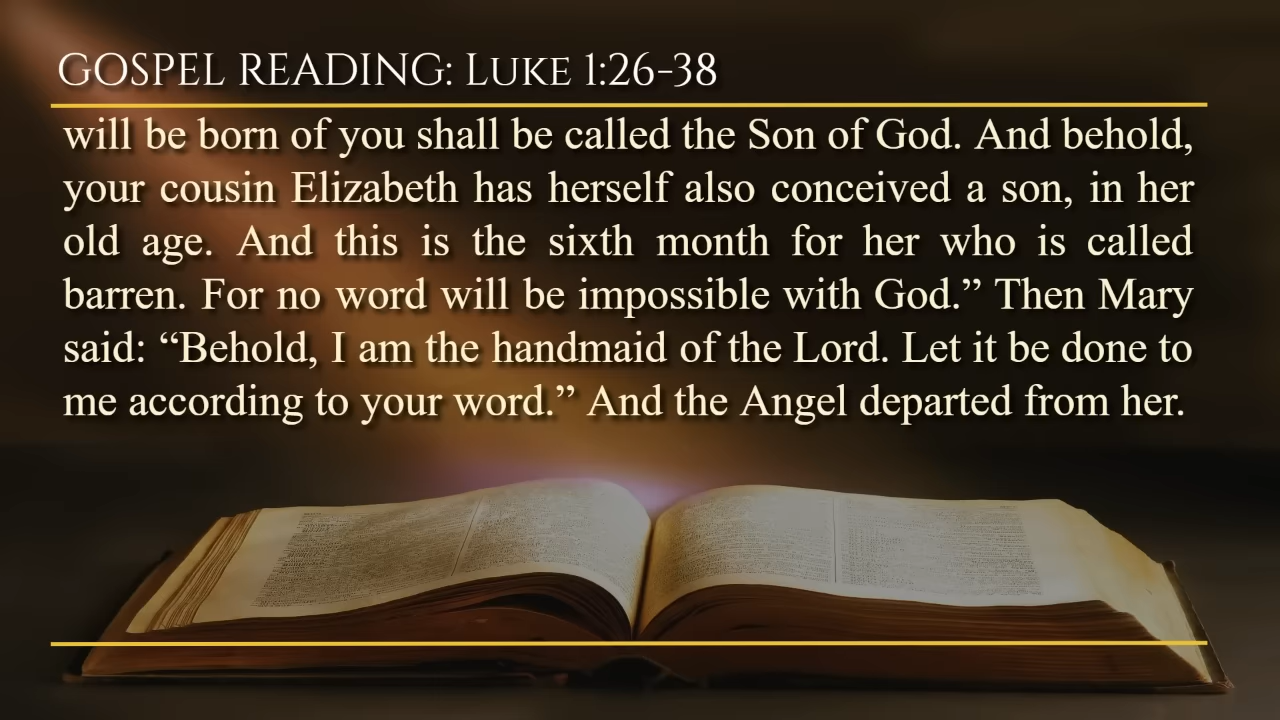 GOSPEL READING: LUKE 1:26-38
will be born of you shall be called the Son of God. And behold,
your cousin Elizabeth has herself also conceived a son, in her
old age. And this is the sixth month for her who is called
barren. For no word will be impossible with God.” Then Mary
said: “Behold, I am the handmaid of the Lord. Let it be done to
me according to your word.” And the Angel departed from her.